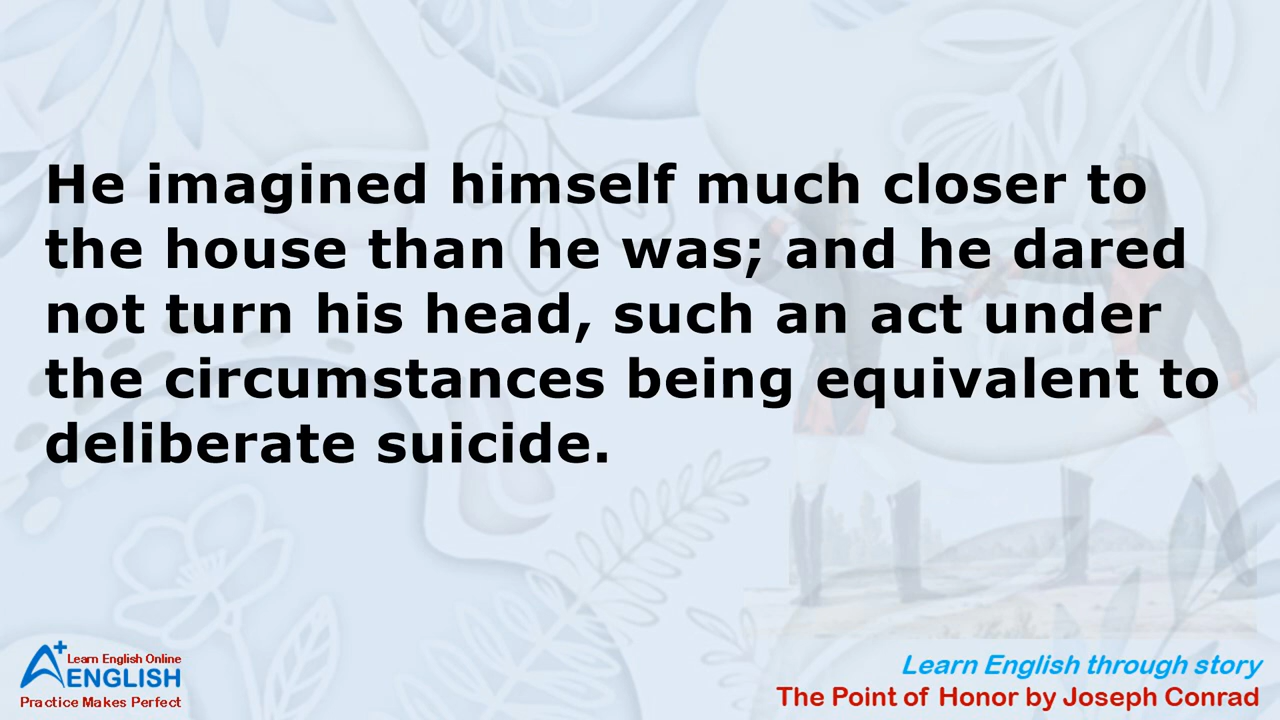 He imagined himself much closer to
the house than he was; and he dared
not turn his head, such an act under
the circumstances being equivalent to
deliberate suicide.
A+ Learn English Online
ENGLISH
Practice Makes Perfect
Learn English through story
The Point of Honor by Joseph Conrad